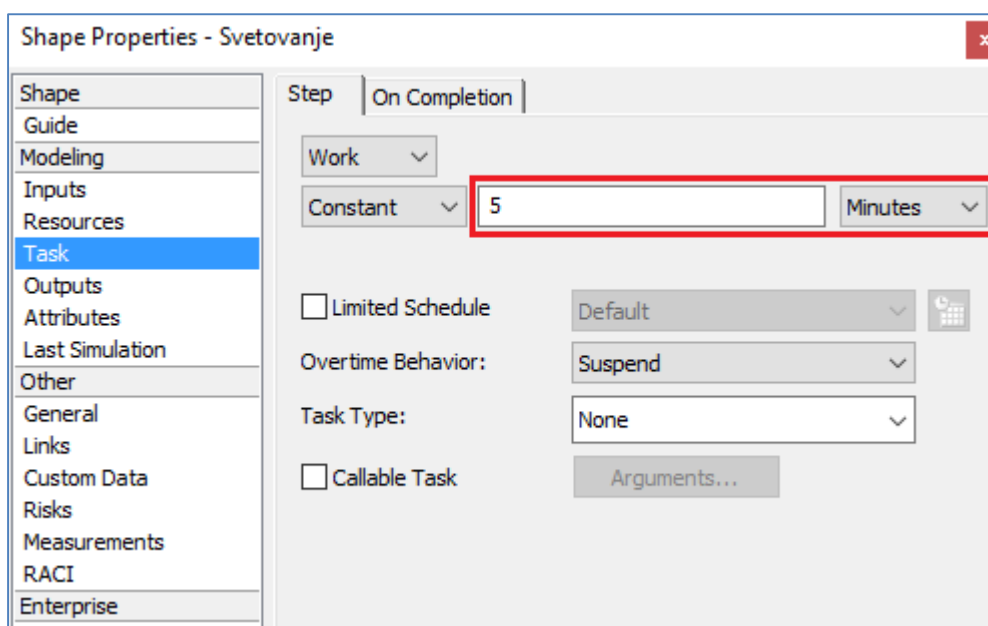 Shape Properties - Svetovanje
x
Shape
Guide
Modeling
Inputs
Resources
Task
Outputs
Attributes
Last Simulation
Other
General
Links
Custom Data
Risks
Measurements
RACI
Enterprise
Step On Completion
Work
Constant 5 Minutes
Limited Schedule Default
Overtime Behavior: Suspend
Task Type: None
Callable Task Arguments...